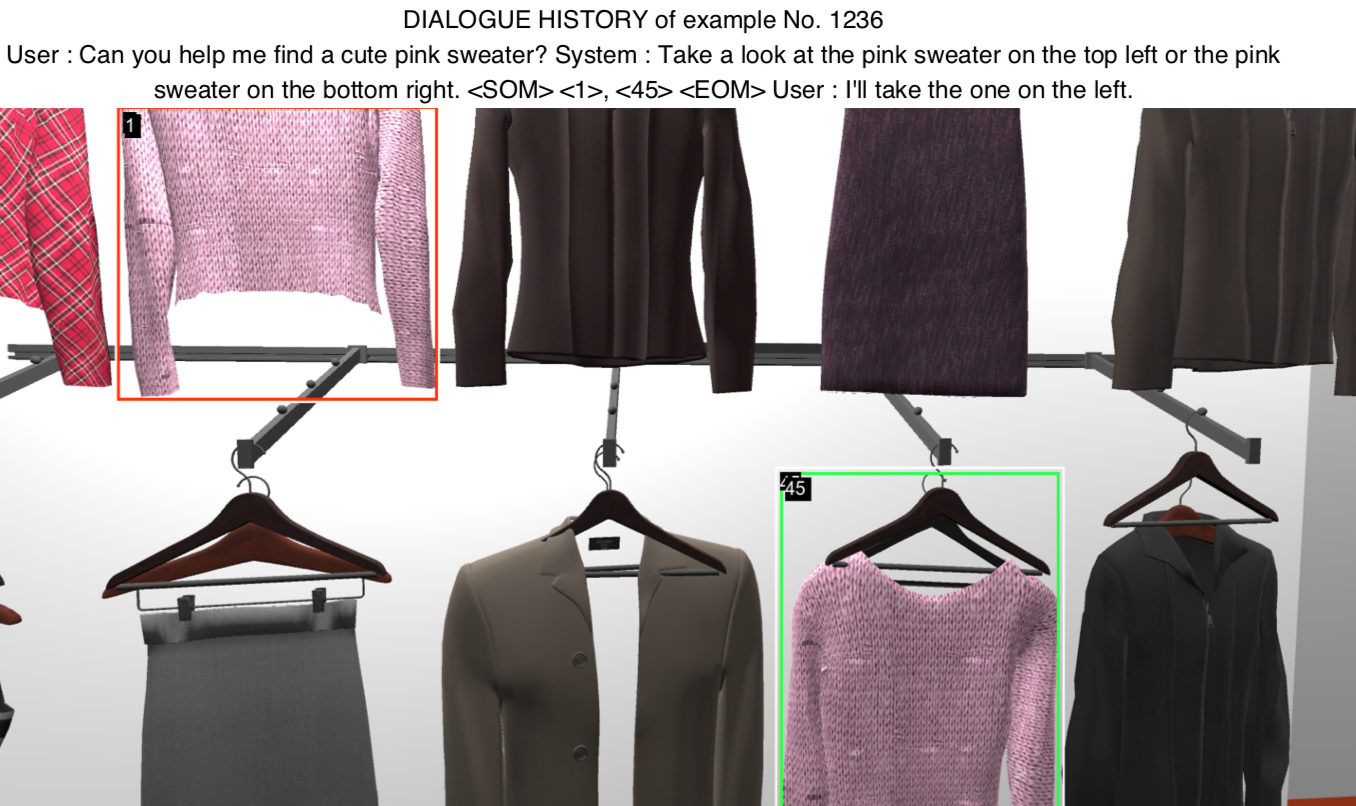 DIALOGUE HISTORY of example No. 1236
User : Can you help me find a cute pink sweater? System : Take a look at the pink sweater on the top left or the pink
sweater on the bottom right. <SOM> <1>, <45> <EOM> User : I'll take the one on the left.
1
45